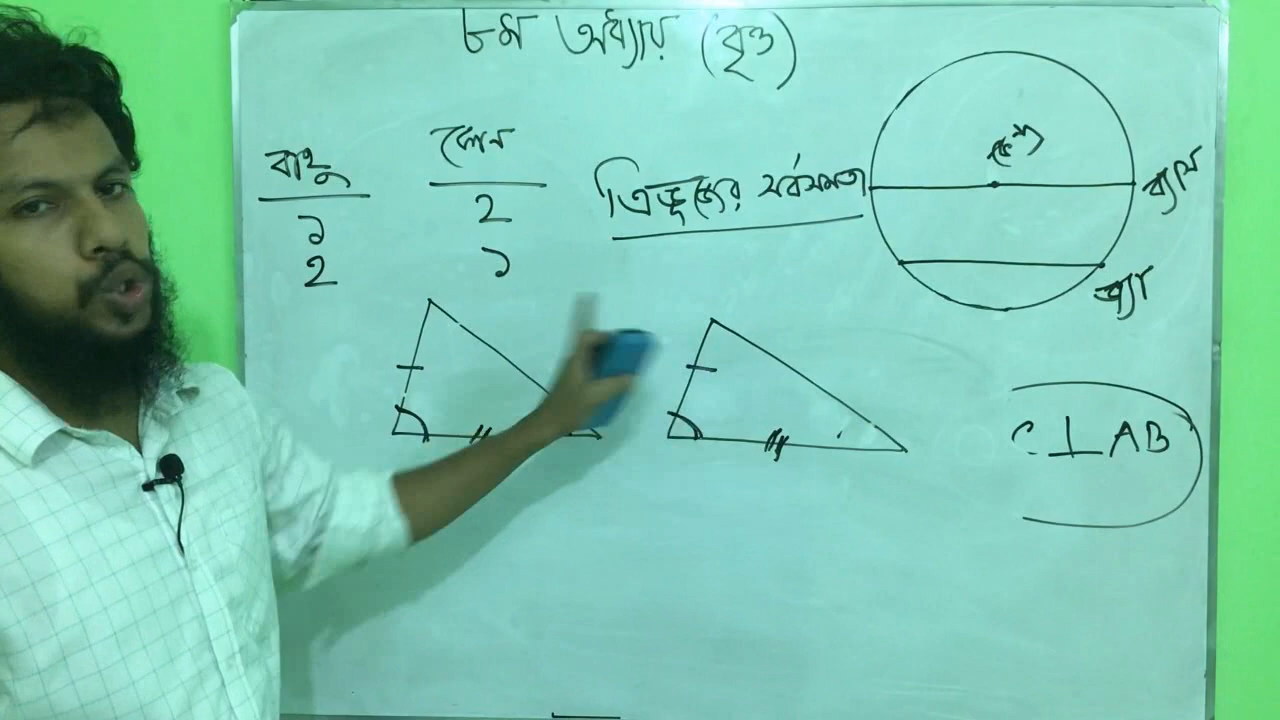 ৮ম অধ্যায় (বৃত্ত)
বাহু কোন
১ 2
2 ১
ত্রিভুজের সর্বসমতা
কেন্দ্র
ব্যাস
জ্যা
C ⊥ AB